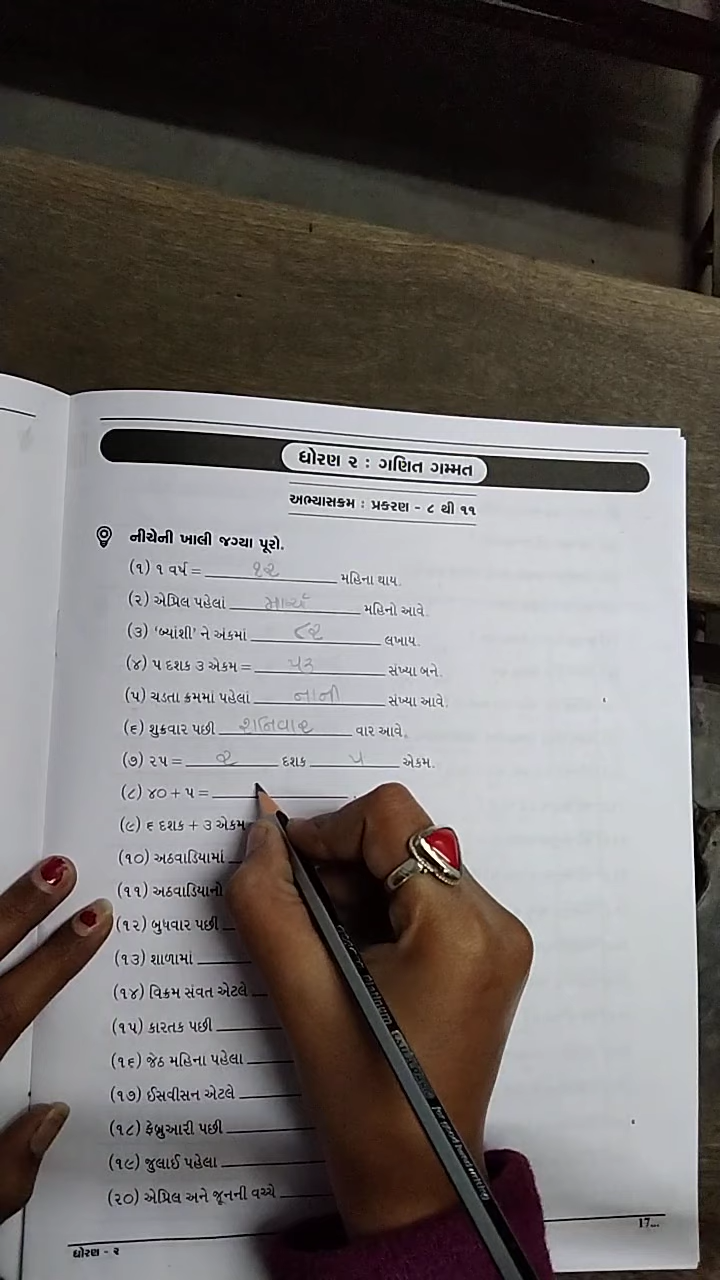 ધોરણ ૨ : ગણિત ગમ્મત
અભ્યાસક્રમ : પ્રકરણ - ૮ થી ૧૧
નીચેની ખાલી જગ્યા પૂરો.
(૧) ૧ વર્ષ = ૧૨ મહિના થાય.
(૨) એપ્રિલ પહેલાં માર્ચ મહિનો આવે.
(૩) ‘બ્યાંશી’ ને અંકમાં ૮૨ લખાય.
(૪) ૫ દશક ૩ એકમ = ૫૩ સંખ્યા બને.
(૫) ચડતા ક્રમમાં પહેલાં નાની સંખ્યા આવે.
(૬) શુક્રવાર પછી શનિવાર વાર આવે.
(૭) ૨૫ = ૨ દશક ૫ એકમ.
(૮) ૪૦ + ૫ = ______ .
(૯) ૬ દશક + ૩ એકમ
(૧૦) અઠવાડિયામાં
(૧૧) અઠવાડિયાનો
(૧૨) બુધવાર પછી
(૧૩) શાળામાં
(૧૪) વિક્રમ સંવત એટલે
(૧૫) કારતક પછી
(૧૬) જેઠ મહિના પહેલા
(૧૭) ઈસવીસન એટલે
(૧૮) ફેબ્રુઆરી પછી
(૧૯) જુલાઈ પહેલા
(૨૦) એપ્રિલ અને જૂનની વચ્ચે
ધોરણ - ૨ 17...